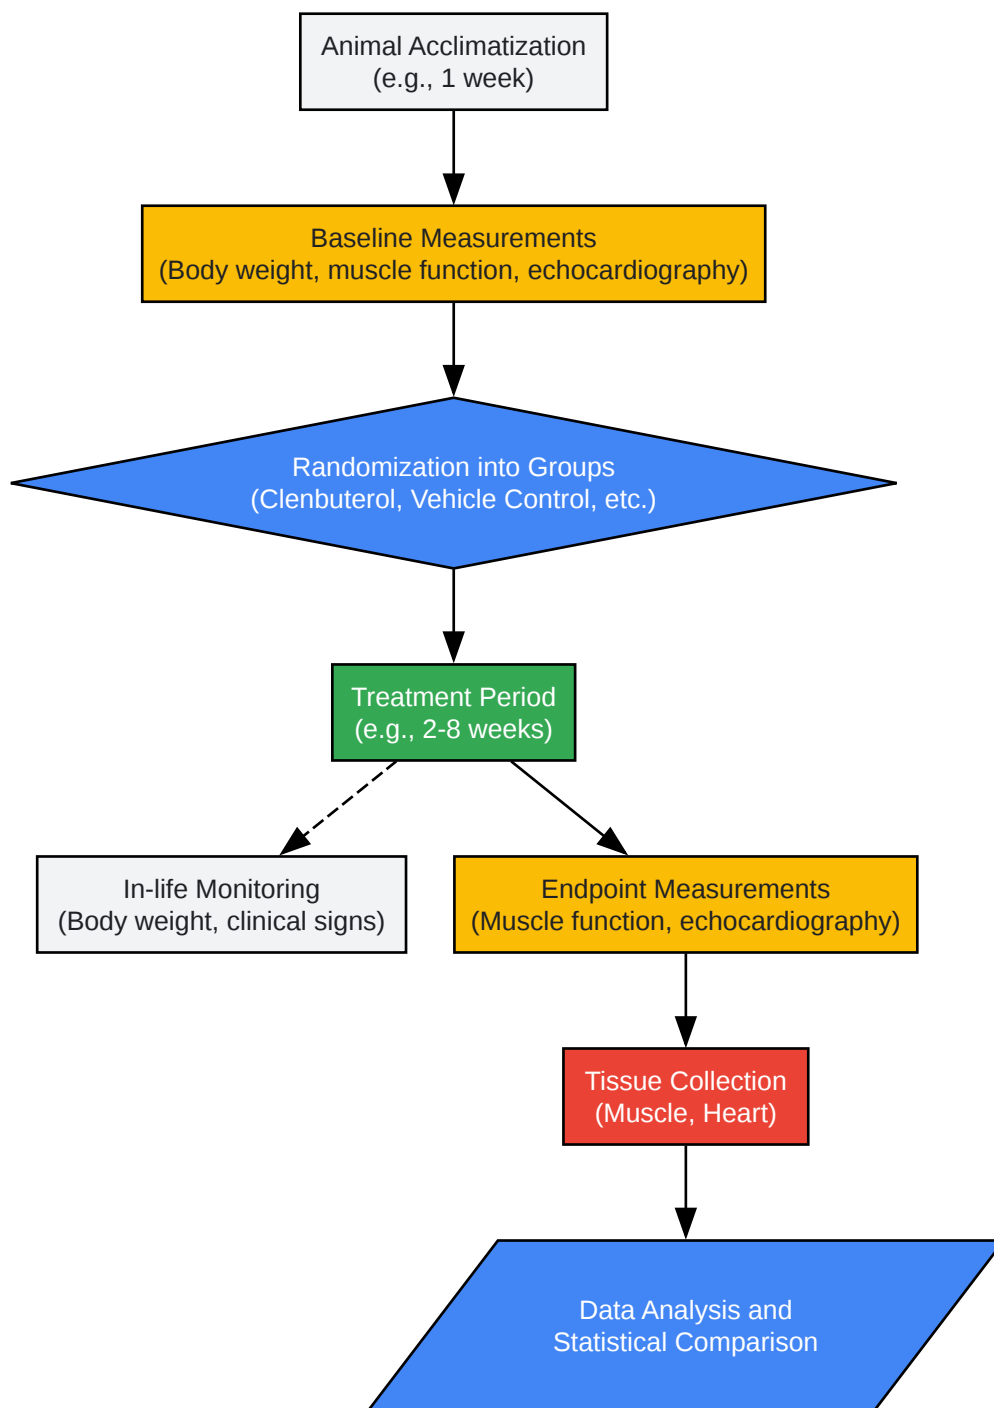 Animal Acclimatization
(e.g., 1 week)
Baseline Measurements
(Body weight, muscle function, echocardiography)
Randomization into Groups
(Clenbuterol, Vehicle Control, etc.)
Treatment Period
(e.g., 2-8 weeks)
In-life Monitoring
(Body weight, clinical signs)
Endpoint Measurements
(Muscle function, echocardiography)
Tissue Collection
(Muscle, Heart)
Data Analysis and
Statistical Comparison